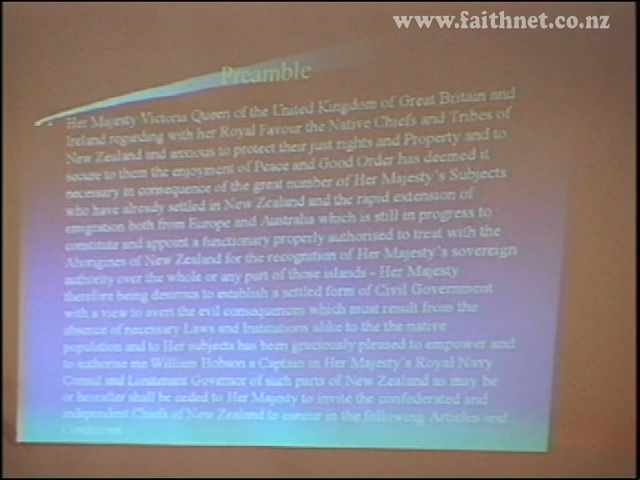 www.faithnet.co.nz
Preamble
• Her Majesty Victoria Queen of the United Kingdom of Great Britain and
Ireland regarding with her Royal Favour the Native Chiefs and Tribes of
New Zealand and anxious to protect their just rights and Property and to
secure to them the enjoyment of Peace and Good Order has deemed it
necessary in consequence of the great number of Her Majesty's Subjects
who have already settled in New Zealand and the rapid extension of
emigration both from Europe and Australia which is still in progress to
constitute and appoint a functionary properly authorised to treat with the
Aborigines of New Zealand for the recognition of Her Majesty's sovereign
authority over the whole or any part of those islands - Her Majesty
therefore being desirous to establish a settled form of Civil Government
with a view to avert the evil consequences which must result from the
absence of necessary Laws and Institutions alike to the the native
population and to Her subjects has been graciously pleased to empower and
to authorise me William Hobson a Captain in Her Majesty's Royal Navy
Consul and Lieutenant Governor of such parts of New Zealand as may be
or hereafter shall be ceded to Her Majesty to invite the confederated and
independent Chiefs of New Zealand to concur in the following Articles and
Conditions